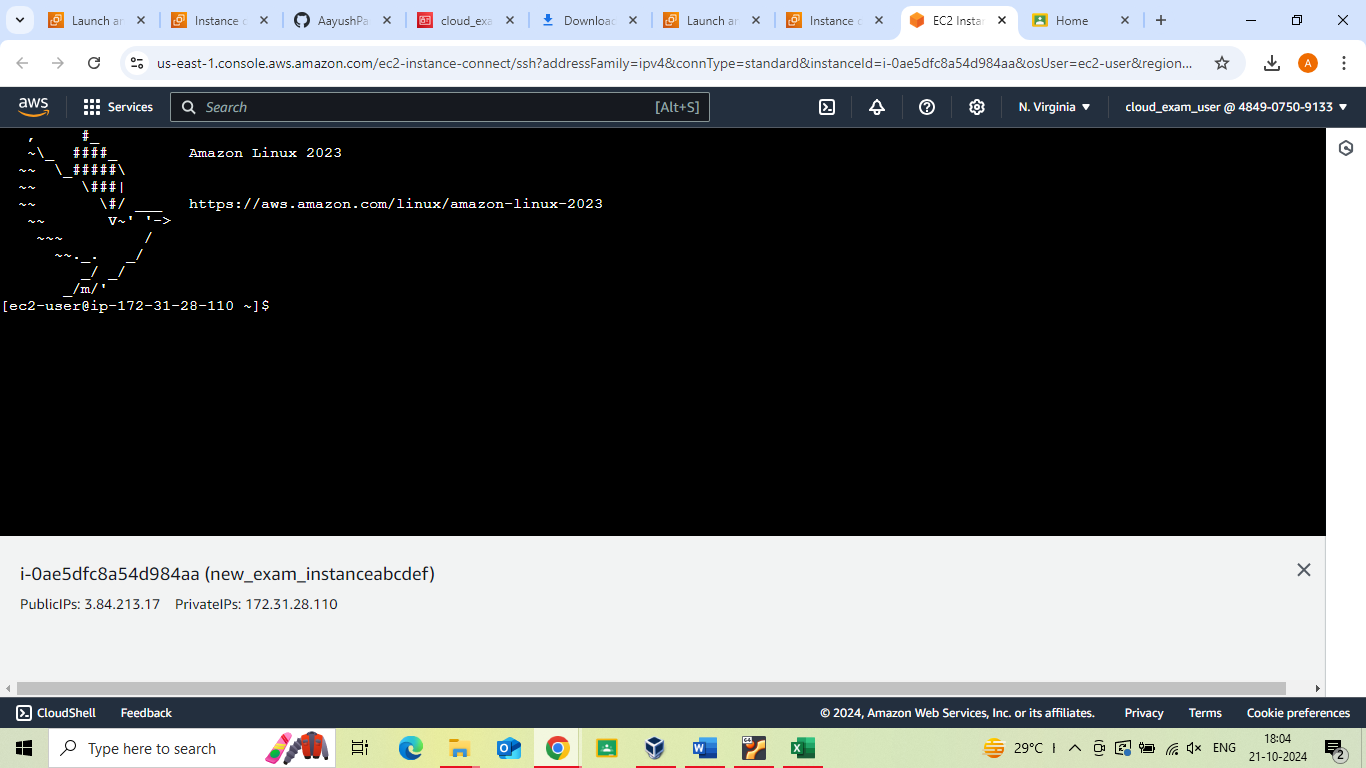 Launch an
Instance c
AayushPa
cloud_exa
Downloac
Launch an
Instance c
EC2 Insta
Home
us-east-1.console.aws.amazon.com/ec2-instance-connect/ssh?addressFamily=ipv4&connType=standard&instanceId=i-0ae5dfc8a54d984aa&osUser=ec2-user&region...
A
aws
Services
Search
[Alt+S]
N. Virginia
cloud_exam_user @ 4849-0750-9133
   ,     #_
   ~\_  ####_        Amazon Linux 2023
  ~~  \_#####\
  ~~     \###|
  ~~       \#/ ___   https://aws.amazon.com/linux/amazon-linux-2023
   ~~       V~' '->
    ~~~         /
      ~~._.   _/
         _/ _/
       _/m/'
[ec2-user@ip-172-31-28-110 ~]$
i-0ae5dfc8a54d984aa (new_exam_instanceabcdef)
PublicIPs: 3.84.213.17 PrivateIPs: 172.31.28.110
CloudShell
Feedback
© 2024, Amazon Web Services, Inc. or its affiliates.
Privacy
Terms
Cookie preferences
Type here to search
29°C
ENG
18:04
21-10-2024
2